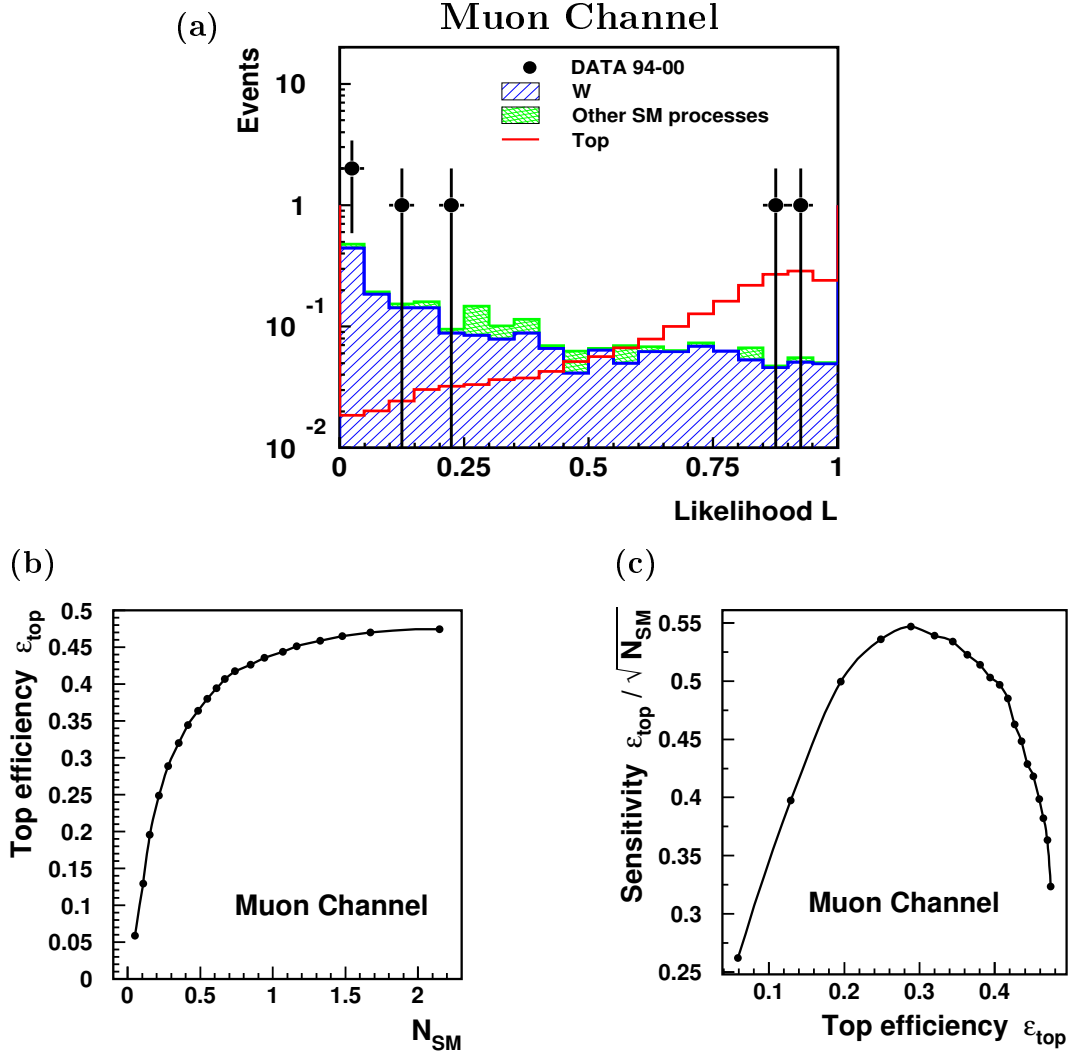 Muon Channel
(a)
Events
DATA 94-00
W
Other SM processes
Top
10
1
10 -1
10 -2
0 0.25 0.5 0.75 1
Likelihood L
(b)
Top efficiency ε_top
0.5
0.45
0.4
0.35
0.3
0.25
0.2
0.15
0.1
0.05
0
Muon Channel
0 0.5 1 1.5 2
N_SM
(c)
Sensitivity ε_top / √N_SM
0.55
0.5
0.45
0.4
0.35
0.3
0.25
Muon Channel
0.1 0.2 0.3 0.4
Top efficiency ε_top